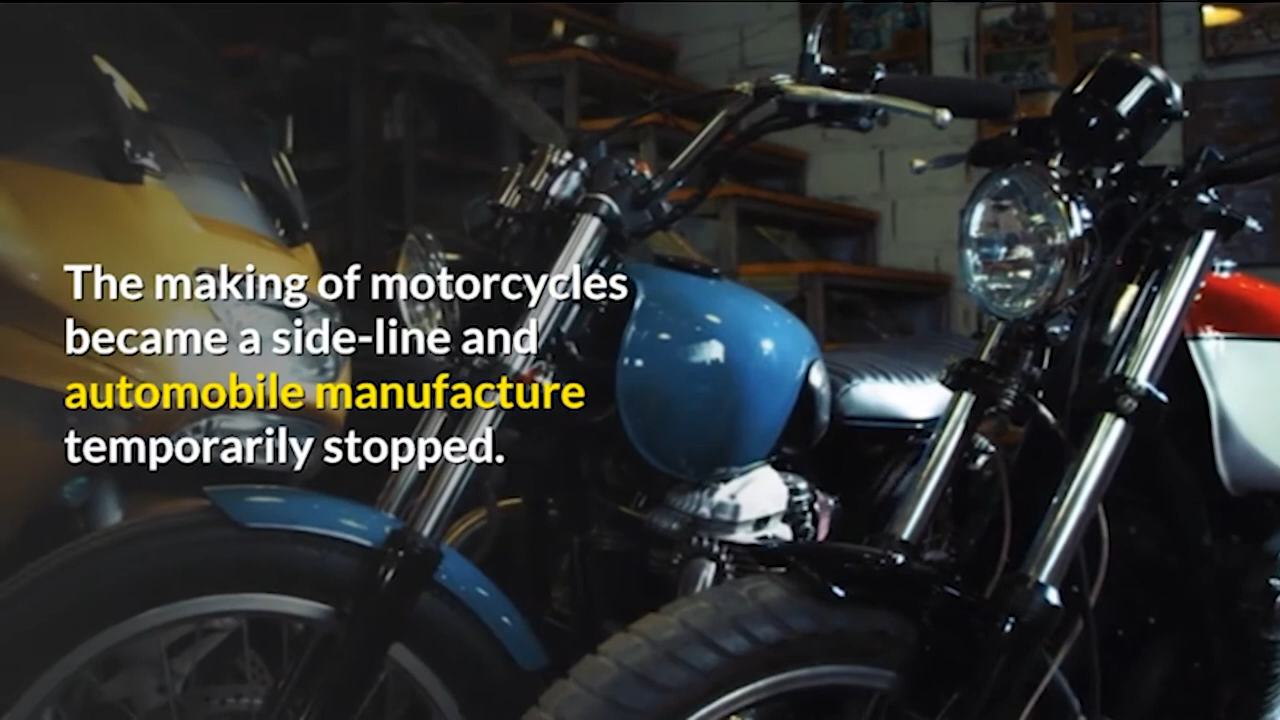 The making of motorcycles
became a side-line and
automobile manufacture
temporarily stopped.